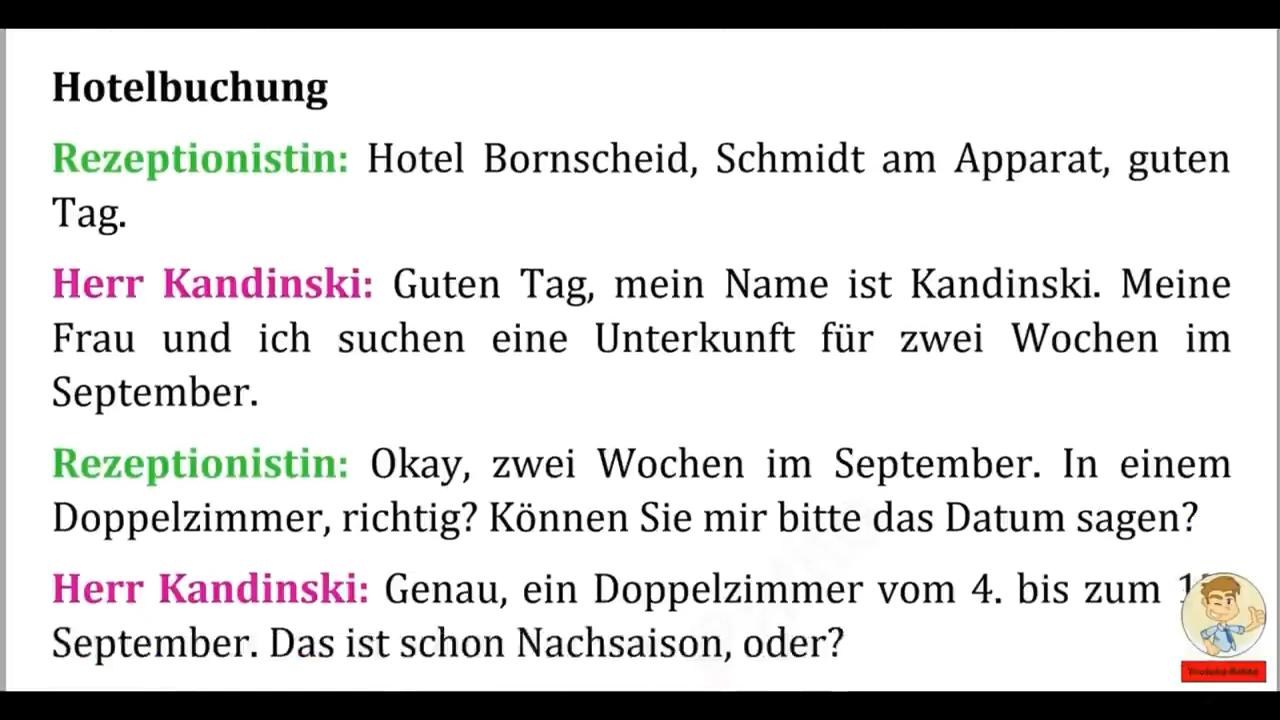 Hotelbuchung
Rezeptionistin: Hotel Bornscheid, Schmidt am Apparat, guten
Tag.
Herr Kandinski: Guten Tag, mein Name ist Kandinski. Meine
Frau und ich suchen eine Unterkunft für zwei Wochen im
September.
Rezeptionistin: Okay, zwei Wochen im September. In einem
Doppelzimmer, richtig? Können Sie mir bitte das Datum sagen?
Herr Kandinski: Genau, ein Doppelzimmer vom 4. bis zum
September. Das ist schon Nachsaison, oder?